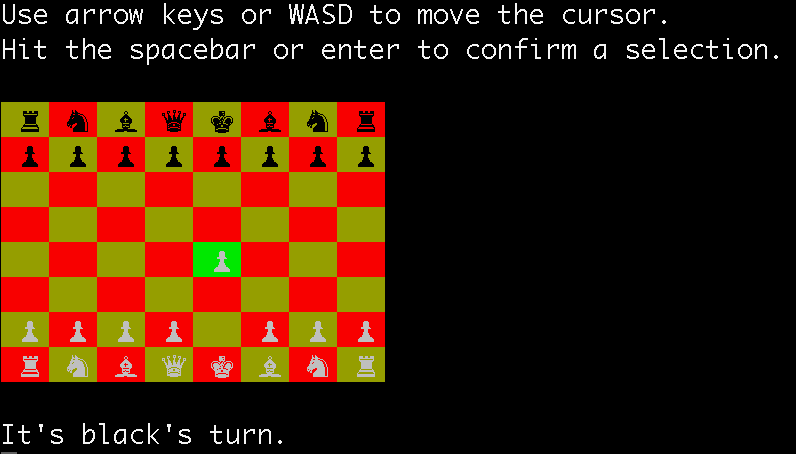 Use arrow keys or WASD to move the cursor.
Hit the spacebar or enter to confirm a selection.
It's black's turn.